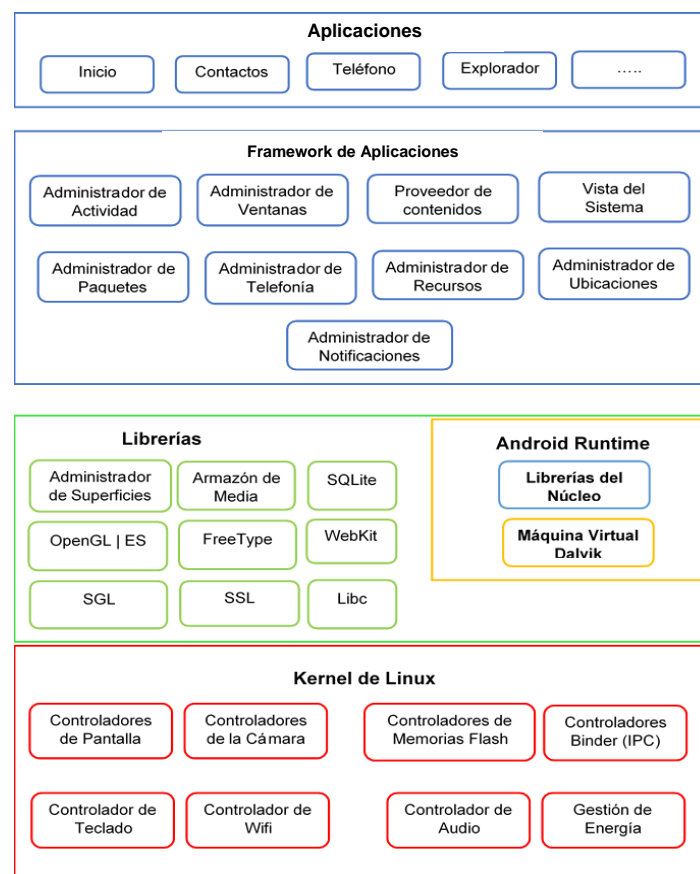 Aplicaciones
Inicio
Contactos
Teléfono
Explorador
.....
Framework de Aplicaciones
Administrador de
Actividad
Administrador de
Ventanas
Proveedor de
contenidos
Vista del
Sistema
Administrador de
Paquetes
Administrador de
Telefonía
Administrador de
Recursos
Administrador de
Ubicaciones
Administrador de
Notificaciones
Librerías
Administrador
de Superficies
Armazón de
Media
SQLite
OpenGL | ES
FreeType
WebKit
SGL
SSL
Libc
Android Runtime
Librerías del
Núcleo
Máquina Virtual
Dalvik
Kernel de Linux
Controladores
de Pantalla
Controladores
de la Cámara
Controladores de
Memorias Flash
Controladores
Binder (IPC)
Controlador de
Teclado
Controlador de
Wifi
Controlador de
Audio
Gestión de
Energía